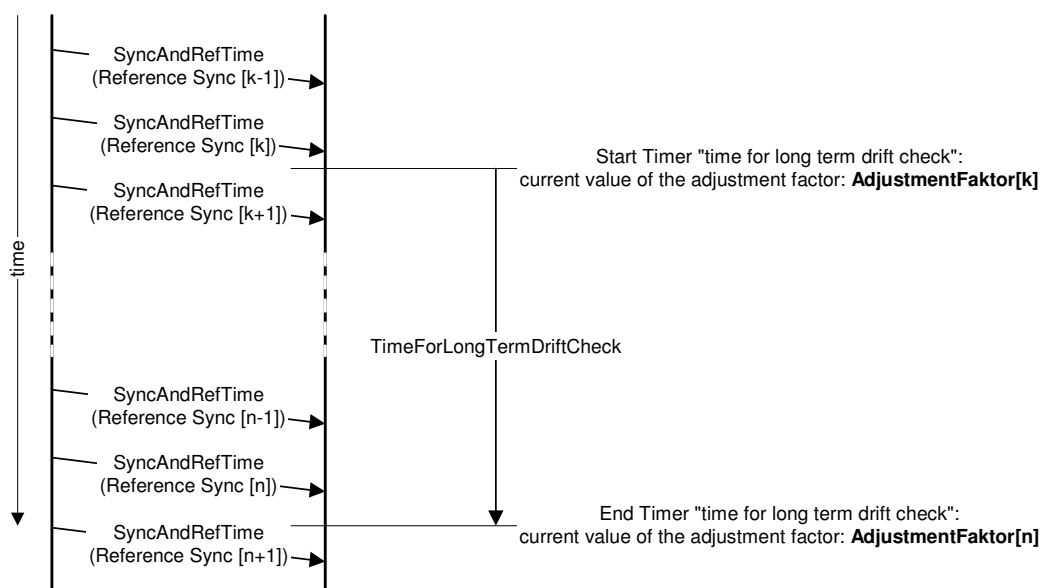 SyncAndRefTime
(Reference Sync [k-1])
SyncAndRefTime
(Reference Sync [k])
Start Timer "time for long term drift check":
current value of the adjustment factor: AdjustmentFaktor[k]
SyncAndRefTime
(Reference Sync [k+1])
time
TimeForLongTermDriftCheck
SyncAndRefTime
(Reference Sync [n-1])
SyncAndRefTime
(Reference Sync [n])
End Timer "time for long term drift check":
current value of the adjustment factor: AdjustmentFaktor[n]
SyncAndRefTime
(Reference Sync [n+1])